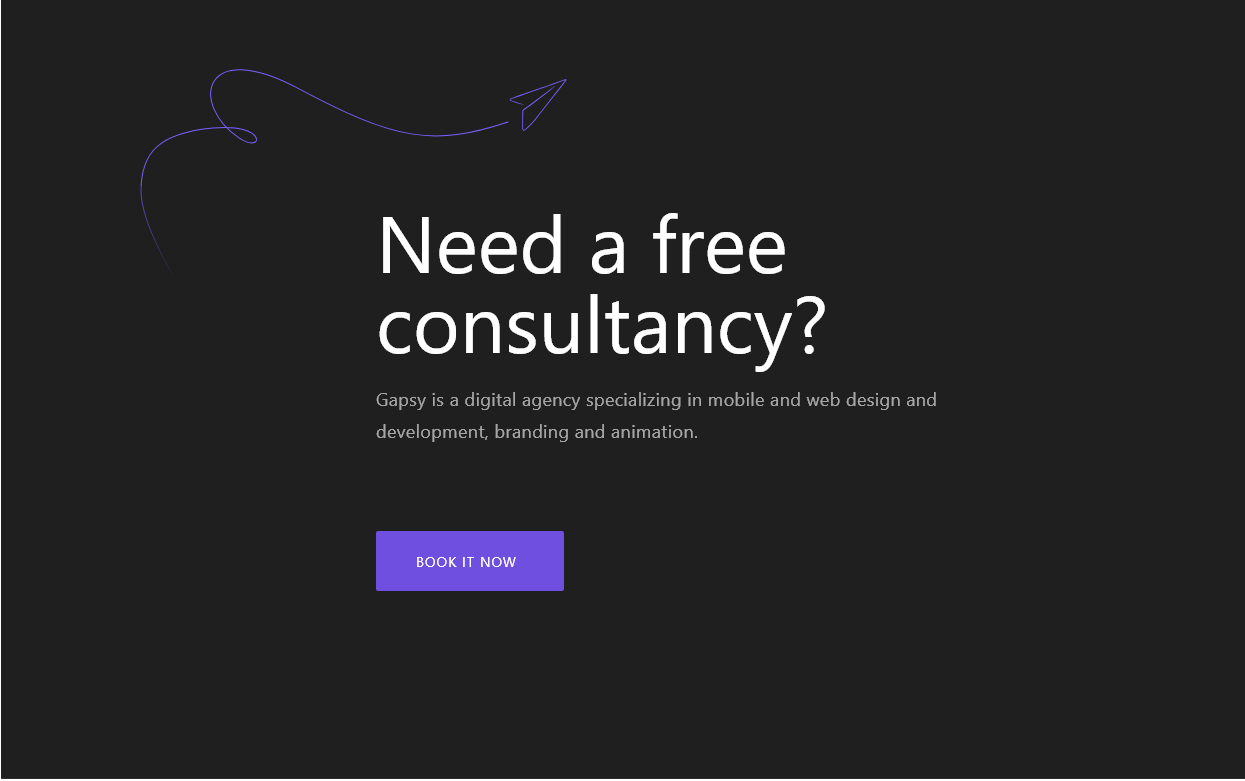 Need a free
consultancy?
Gapsy is a digital agency specializing in mobile and web design and
development, branding and animation.
BOOK IT NOW